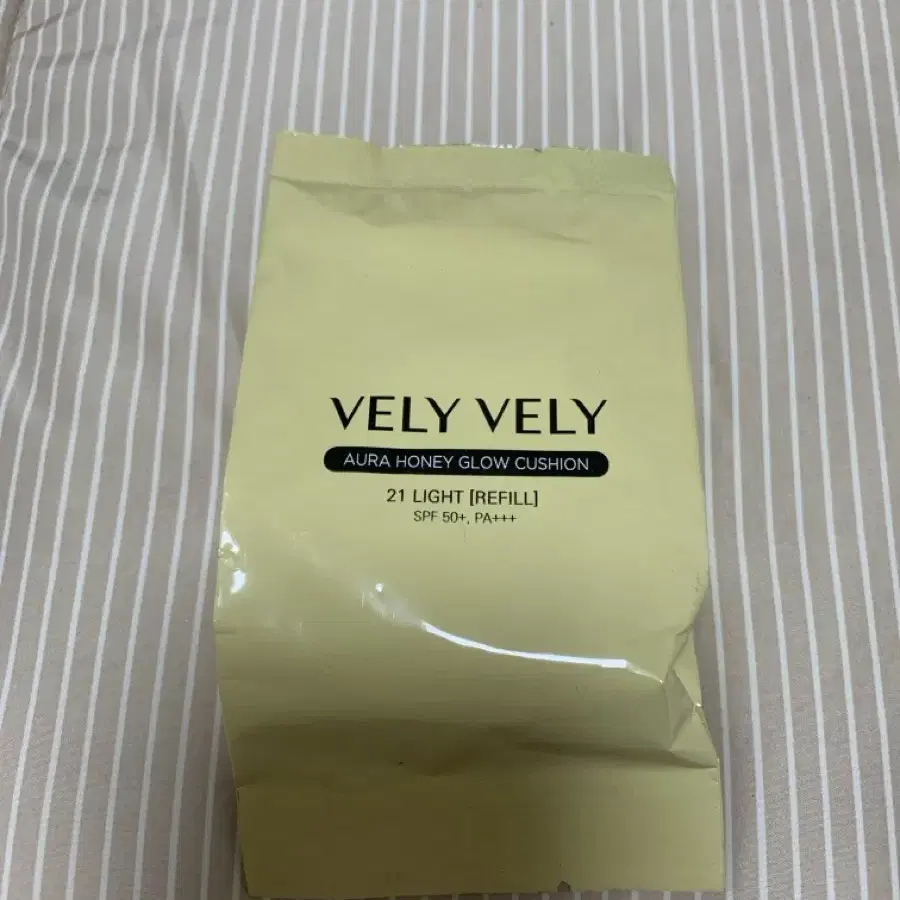 VELY VELY
AURA HONEY GLOW CUSHION
21 LIGHT [REFILL]
SPF 50+, PA+++